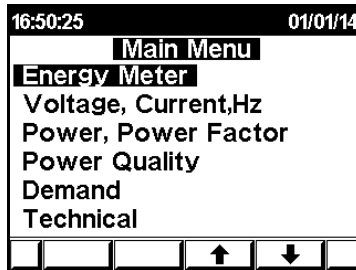 16:50:25 01/01/14
Main Menu
Energy Meter
Voltage, Current,Hz
Power, Power Factor
Power Quality
Demand
Technical